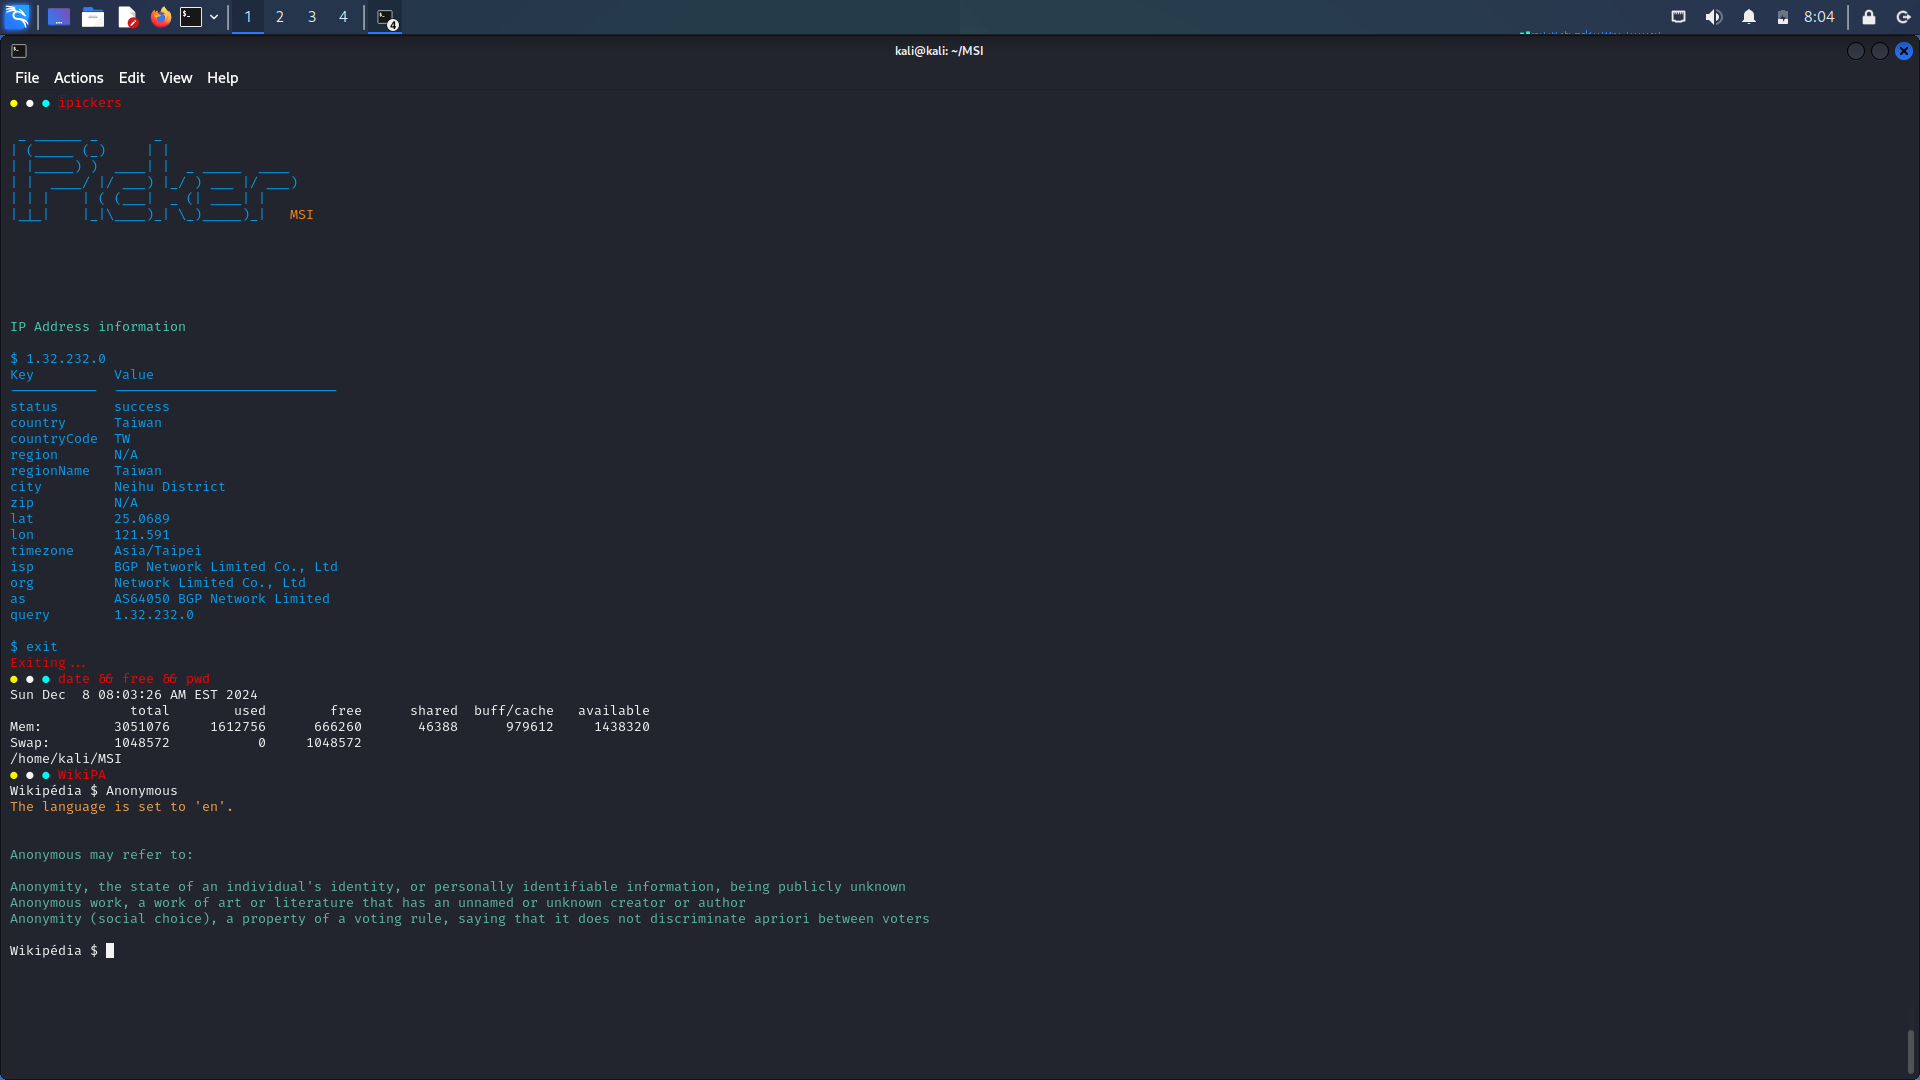 1 2 3 4 4 8:04
kali@kali: ~/MSI
File Actions Edit View Help
ipickers
MSI
IP Address information
$ 1.32.232.0
Key Value
status success
country Taiwan
countryCode TW
region N/A
regionName Taiwan
city Neihu District
zip N/A
lat 25.0689
lon 121.591
timezone Asia/Taipei
isp BGP Network Limited Co., Ltd
org Network Limited Co., Ltd
as AS64050 BGP Network Limited
query 1.32.232.0
$ exit
Exiting...
date && free && pwd
Sun Dec  8 08:03:26 AM EST 2024
total used free shared buff/cache available
Mem: 3051076 1612756 666260 46388 979612 1438320
Swap: 1048572 0 1048572
/home/kali/MSI
WikiPA
Wikipédia $ Anonymous
The language is set to 'en'.
Anonymous may refer to:
Anonymity, the state of an individual's identity, or personally identifiable information, being publicly unknown
Anonymous work, a work of art or literature that has an unnamed or unknown creator or author
Anonymity (social choice), a property of a voting rule, saying that it does not discriminate apriori between voters
Wikipédia $